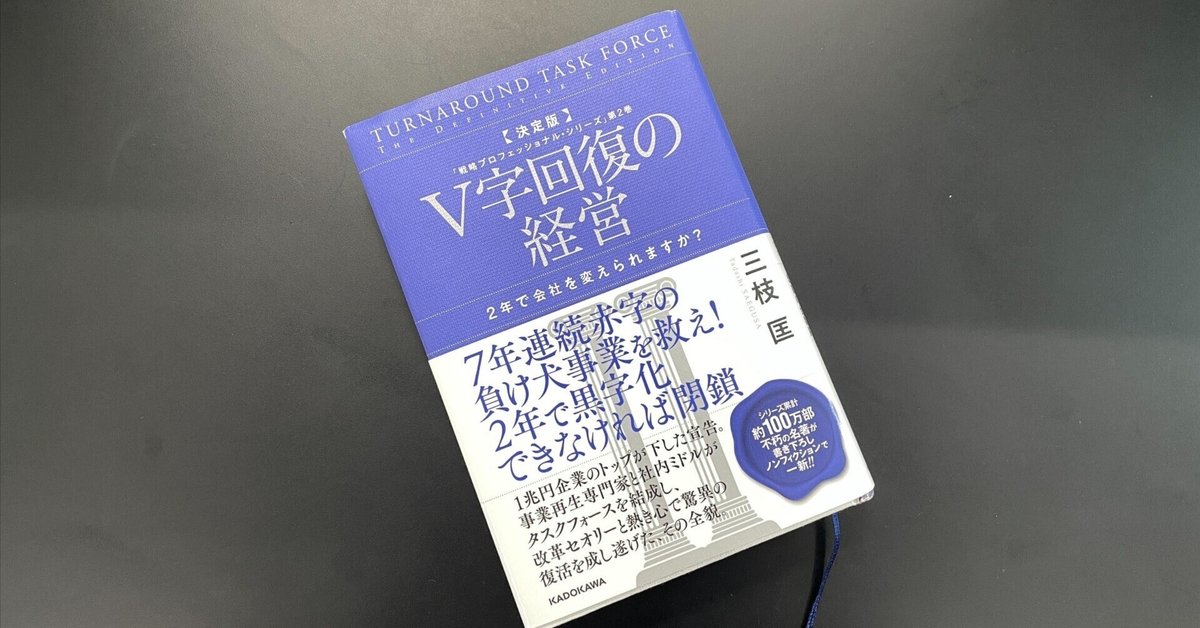 TURNAROUND TASK FORCE
THE DEFINITIVE EDITION
【決定版】
「戦略プロフェッショナル・シリーズ」第2巻
V字回復の
経営
2年で会社を変えられますか？
三枝 匡
Tadashi SAEGUSA
7年連続赤字の
負け犬事業を救え！
2年で黒字化
できなければ閉鎖
1兆円企業のトップが下した宣告。
事業再生専門家と社内ミドルが
タスクフォースを結成し、
改革セオリーと熱き心で驚異の
復活を成し遂げた、その全貌
シリーズ累計
約100万部
不朽の名著が
書き下ろし
ノンフィクションで
一新!!
KADOKAWA